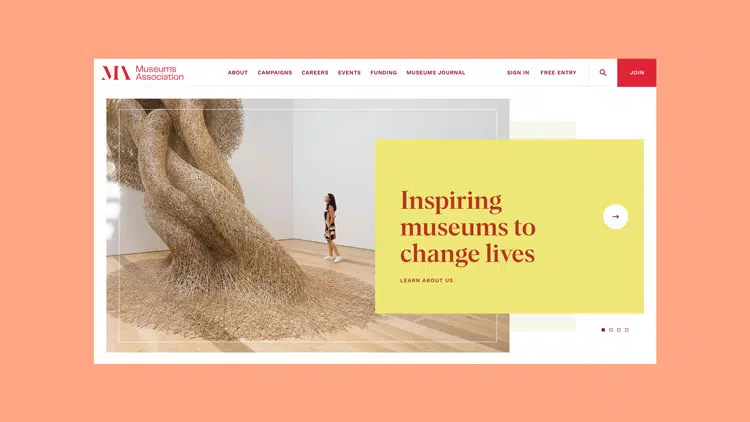 MA Museums
Association
ABOUT CAMPAIGNS CAREERS EVENTS FUNDING MUSEUMS JOURNAL SIGN IN FREE ENTRY JOIN
Inspiring
museums to
change lives
LEARN ABOUT US